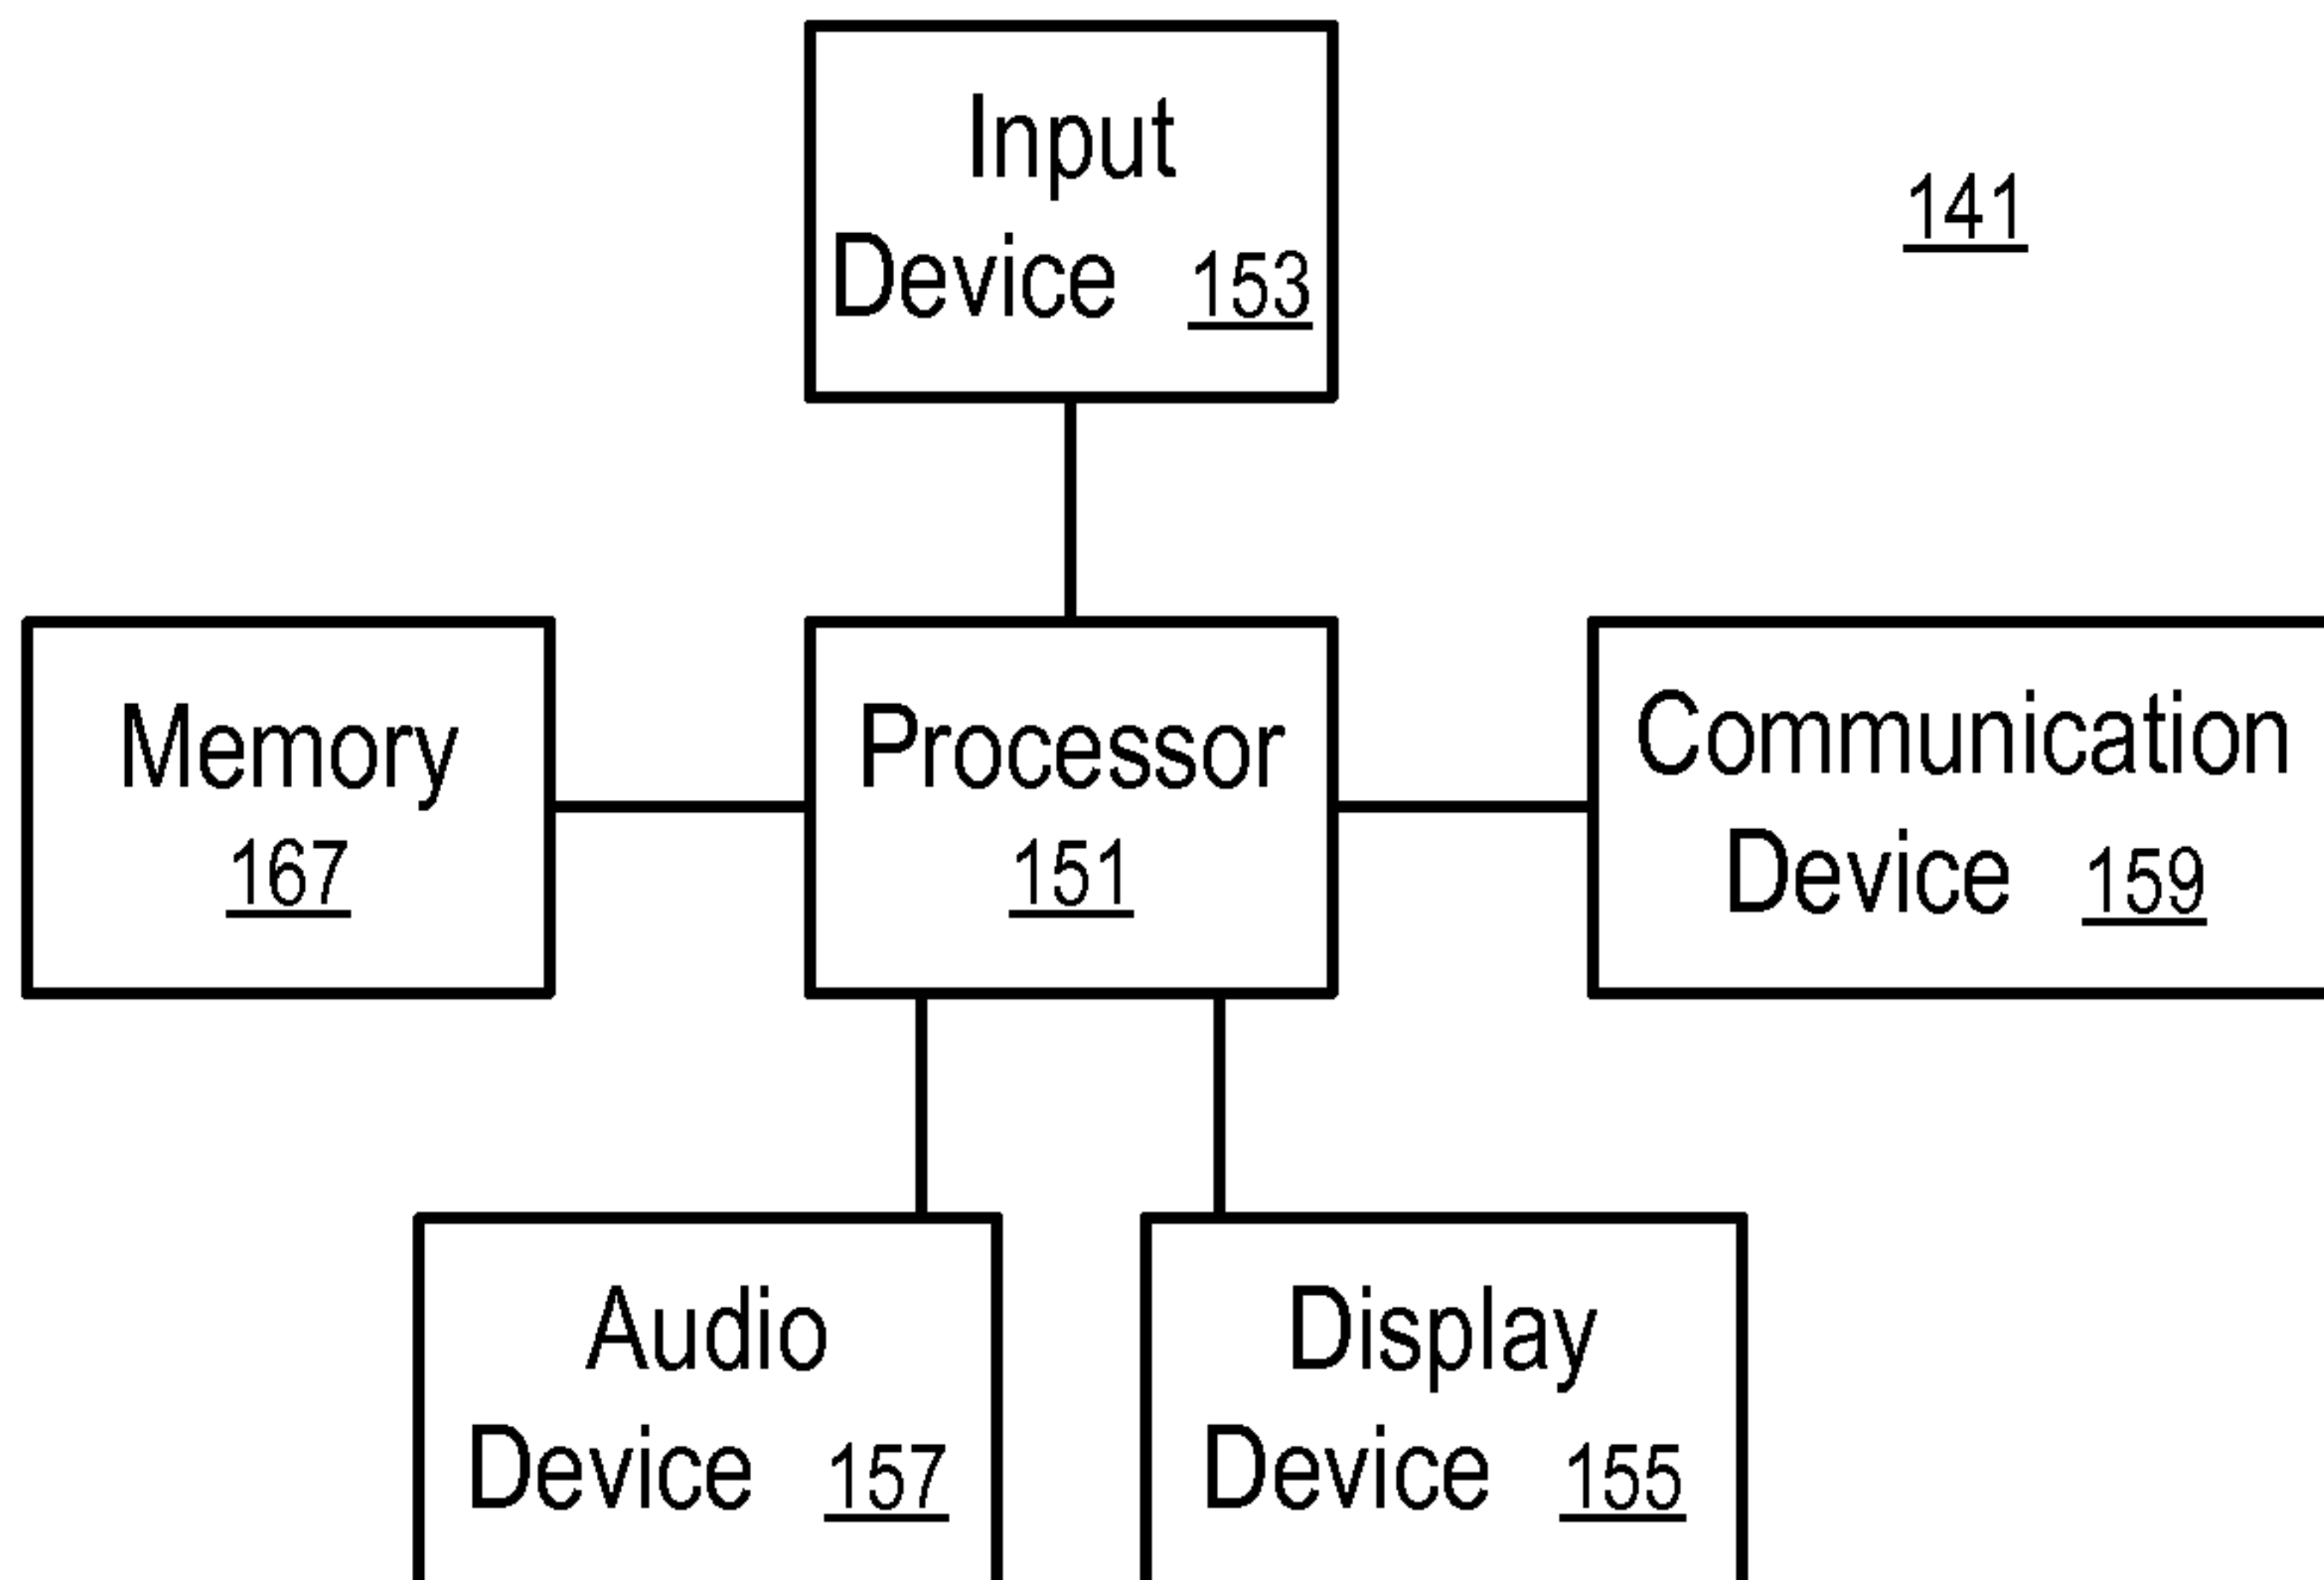 Input
Device 153
141
Memory
167
Processor
151
Communication
Device 159
Audio
Device 157
Display
Device 155